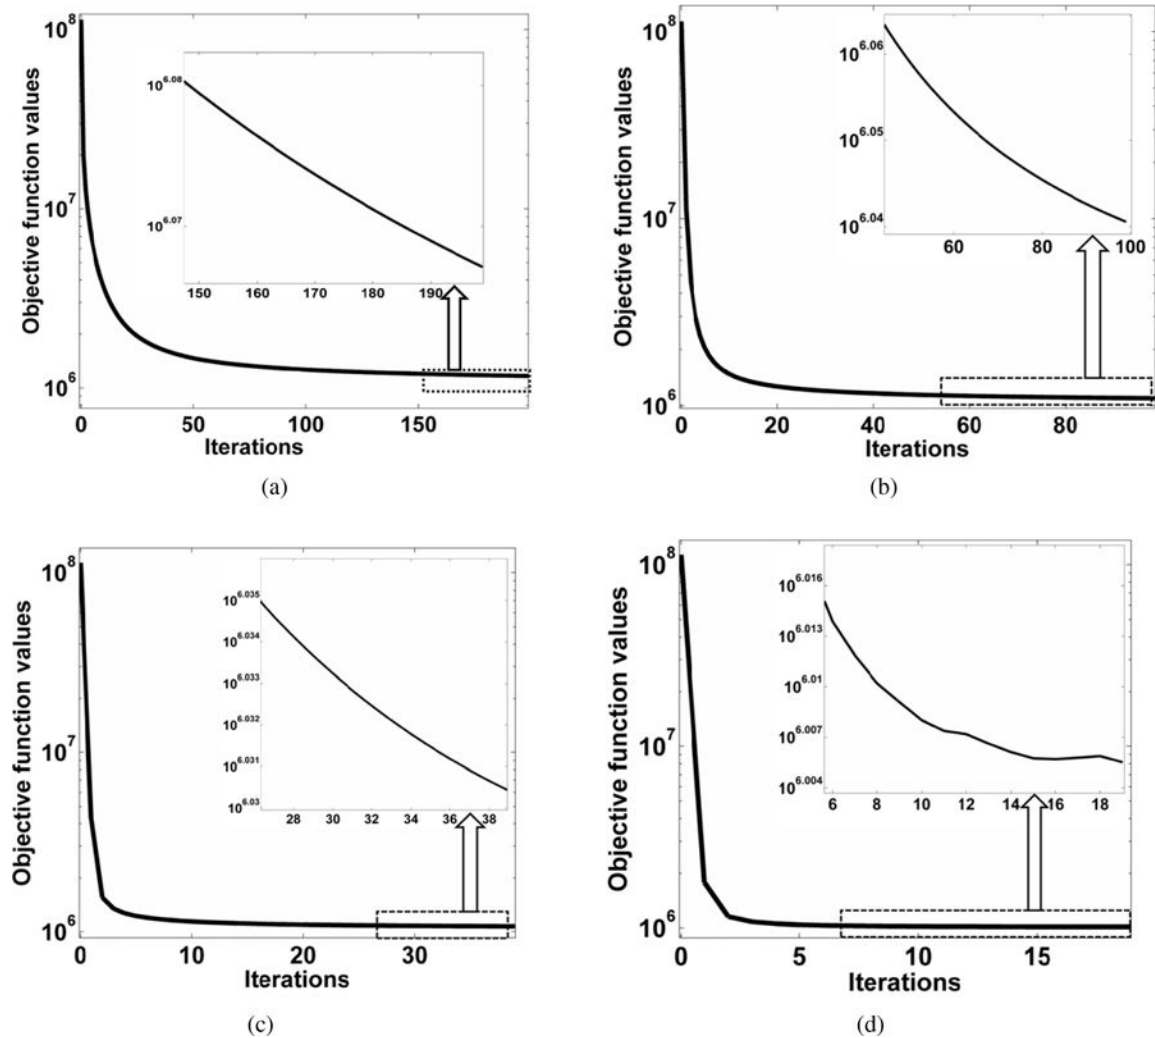 Objective function values
10^8
10^7
10^6
10^6.08
10^6.07
150 160 170 180 190
0 50 100 150
Iterations
(a)
Objective function values
10^8
10^7
10^6
10^6.06
10^6.05
10^6.04
60 80 100
0 20 40 60 80
Iterations
(b)
Objective function values
10^8
10^7
10^6
10^6.035
10^6.034
10^6.033
10^6.032
10^6.031
10^6.03
28 30 32 34 36 38
0 10 20 30
Iterations
(c)
Objective function values
10^8
10^7
10^6
10^6.016
10^6.013
10^6.01
10^6.007
10^6.004
6 8 10 12 14 16 18
0 5 10 15
Iterations
(d)